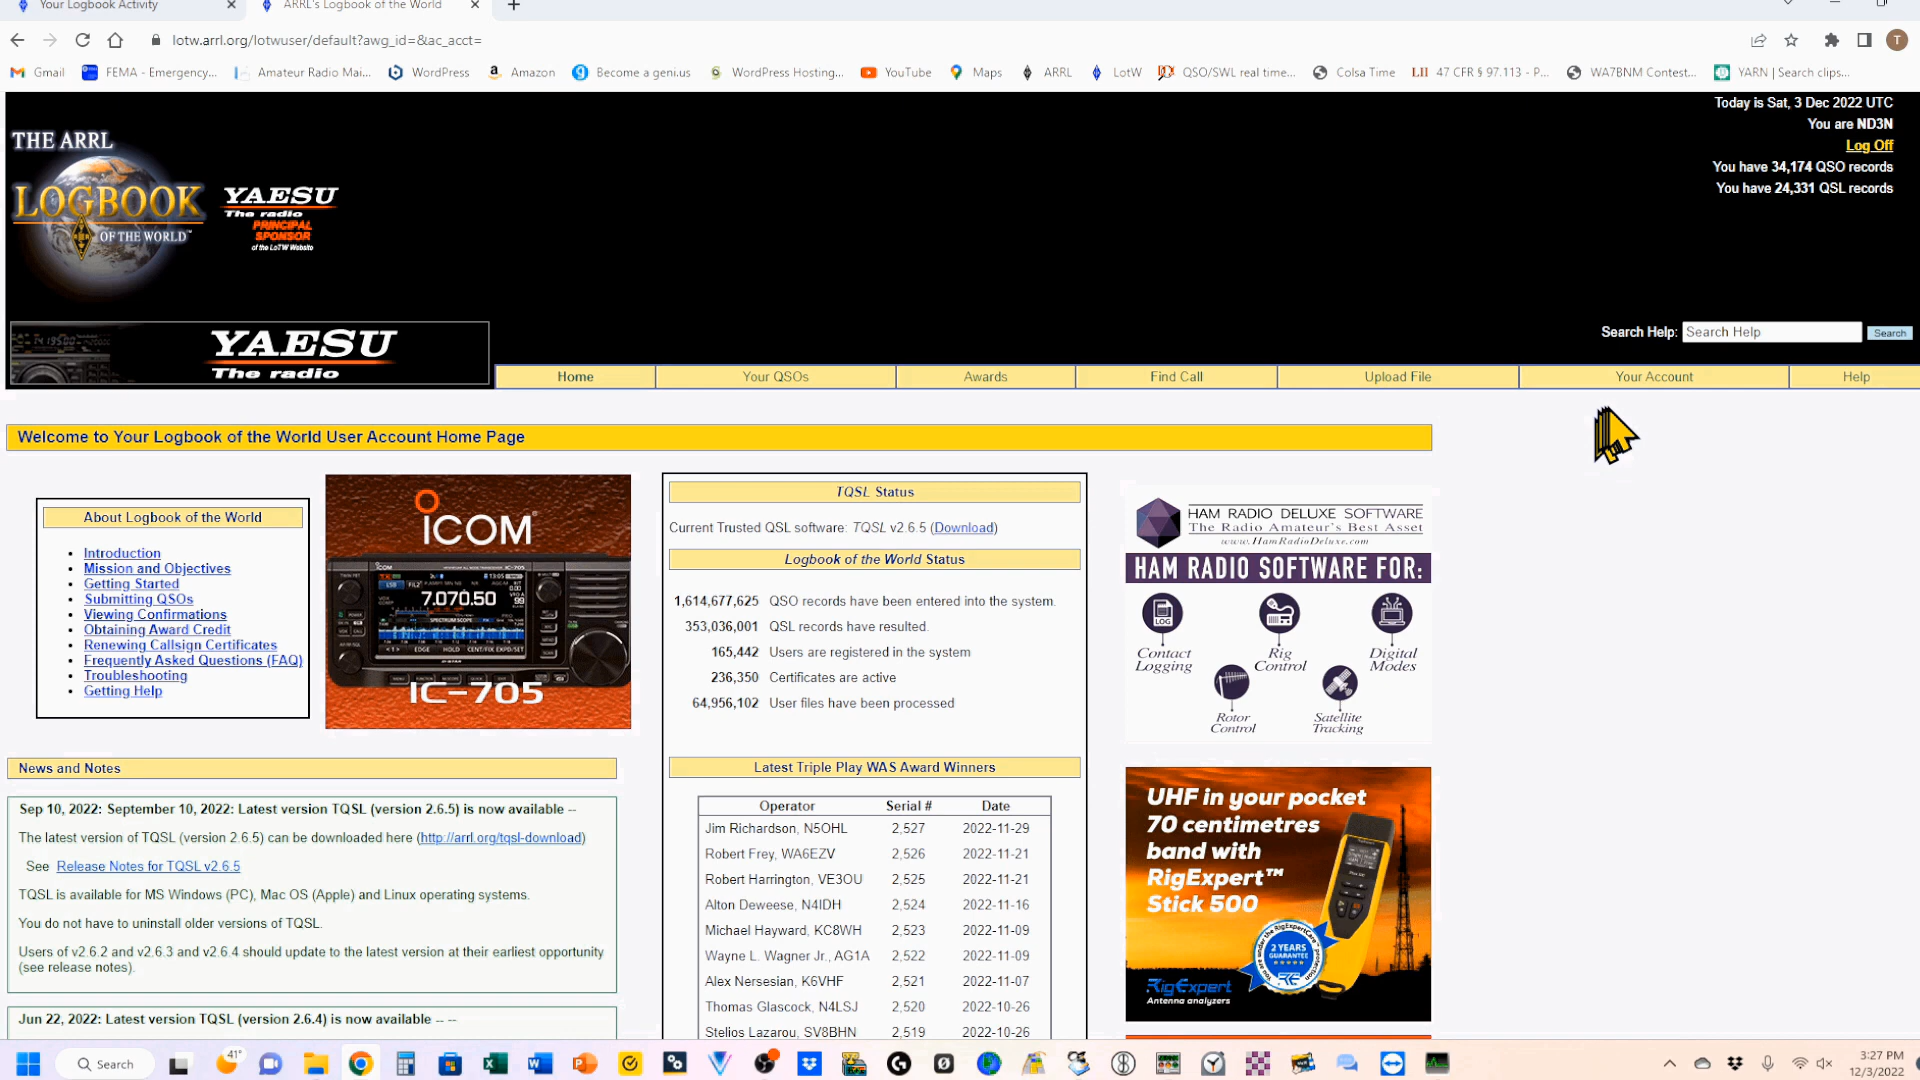 Your Logbook Activity
ARRL's Logbook of the World
lotw.arrl.org/lotwuser/default?awg_id=&ac_acct=
T
Gmail
FEMA - Emergency...
Amateur Radio Mai...
WordPress
Amazon
Become a geni.us
WordPress Hosting...
YouTube
Maps
ARRL
LotW
QSO/SWL real time...
Colsa Time
LII 47 CFR § 97.113 - P...
WA7BNM Contest...
YARN | Search clips...
Today is Sat, 3 Dec 2022 UTC
You are ND3N
Log Off
You have 34,174 QSO records
You have 24,331 QSL records
THE ARRL
LOGBOOK
OF THE WORLD
YAESU
The radio
PRINCIPAL
SPONSOR
of the LoTW Website
Search Help:
Search Help
Search
YAESU
The radio
Home
Your QSOs
Awards
Find Call
Upload File
Your Account
Help
Welcome to Your Logbook of the World User Account Home Page
About Logbook of the World
Introduction
Mission and Objectives
Getting Started
Submitting QSOs
Viewing Confirmations
Obtaining Award Credit
Renewing Callsign Certificates
Frequently Asked Questions (FAQ)
Troubleshooting
Getting Help
ICOM
7.070.50
IC-705
TQSL Status
Current Trusted QSL software: TQSL v2.6.5 (Download)
Logbook of the World Status
1,614,677,625 QSO records have been entered into the system.
353,036,001 QSL records have resulted.
165,442 Users are registered in the system
236,350 Certificates are active
64,956,102 User files have been processed
Latest Triple Play WAS Award Winners
Operator Serial # Date
Jim Richardson, N5OHL 2,527 2022-11-29
Robert Frey, WA6EZV 2,526 2022-11-21
Robert Harrington, VE3OU 2,525 2022-11-21
Alton Deweese, N4IDH 2,524 2022-11-16
Michael Hayward, KC8WH 2,523 2022-11-09
Wayne L. Wagner Jr., AG1A 2,522 2022-11-09
Alex Nersesian, K6VHF 2,521 2022-11-07
Thomas Glascock, N4LSJ 2,520 2022-10-26
Stelios Lazarou, SV8BHN 2,519 2022-10-26
HAM RADIO DELUXE SOFTWARE
The Radio Amateur's Best Asset
www.HamRadioDeluxe.com
HAM RADIO SOFTWARE FOR:
Contact
Logging
Rig
Control
Digital
Modes
Rotor
Control
Satellite
Tracking
UHF in your pocket
70 centimetres
band with
RigExpert™
Stick 500
2 YEARS
GUARANTEE
RigExpert
Antenna analyzers
News and Notes
Sep 10, 2022: September 10, 2022: Latest version TQSL (version 2.6.5) is now available --
The latest version of TQSL (version 2.6.5) can be downloaded here (http://arrl.org/tqsl-download)
See Release Notes for TQSL v2.6.5
TQSL is available for MS Windows (PC), Mac OS (Apple) and Linux operating systems.
You do not have to uninstall older versions of TQSL.
Users of v2.6.2 and v2.6.3 and v2.6.4 should update to the latest version at their earliest opportunity
(see release notes).
Jun 22, 2022: Latest version TQSL (version 2.6.4) is now available -- --
Search
41°
3:27 PM
12/3/2022